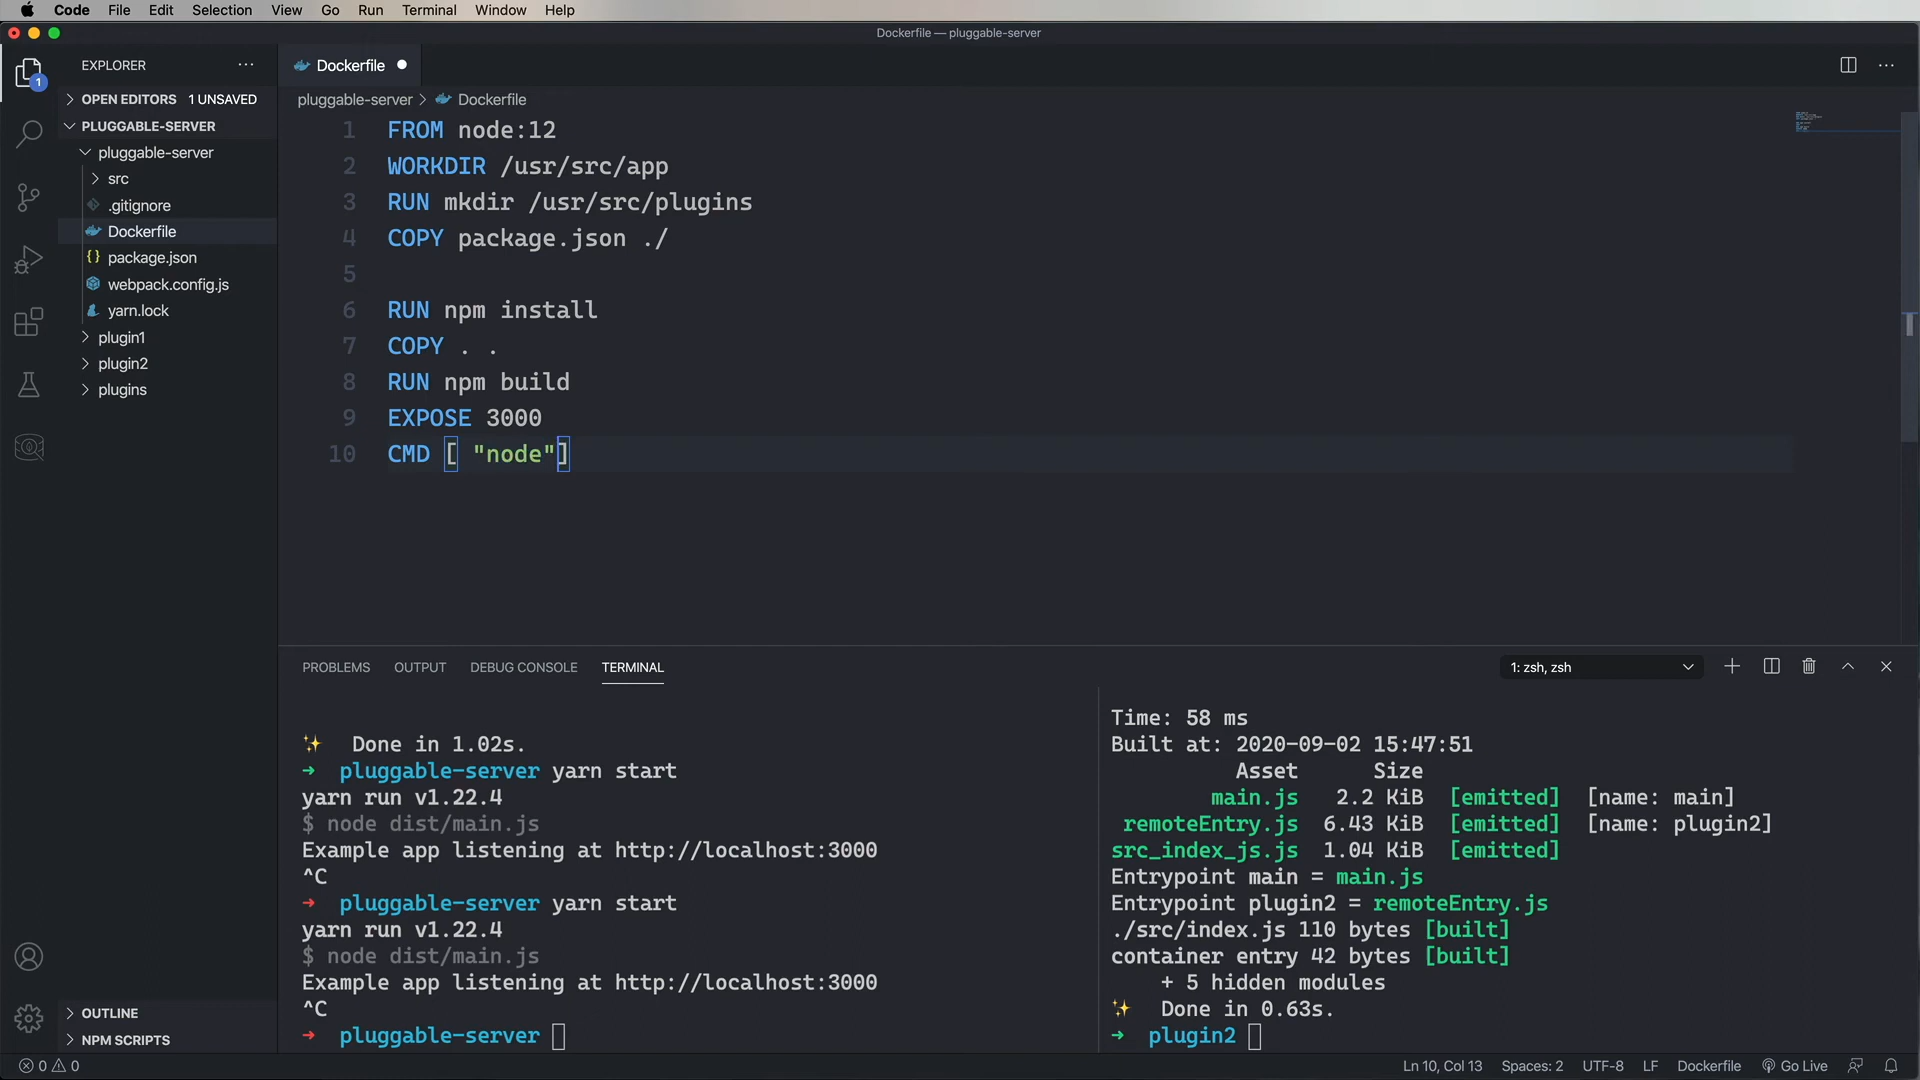 Code File Edit Selection View Go Run Terminal Window Help
Dockerfile — pluggable-server
EXPLORER
OPEN EDITORS 1 UNSAVED
PLUGGABLE-SERVER
pluggable-server
src
.gitignore
Dockerfile
package.json
webpack.config.js
yarn.lock
plugin1
plugin2
plugins
OUTLINE
NPM SCRIPTS
1
Dockerfile
pluggable-server > Dockerfile
1 FROM node:12
2 WORKDIR /usr/src/app
3 RUN mkdir /usr/src/plugins
4 COPY package.json ./
5
6 RUN npm install
7 COPY . .
8 RUN npm build
9 EXPOSE 3000
10 CMD [ "node"]
PROBLEMS OUTPUT DEBUG CONSOLE TERMINAL
1: zsh, zsh
✨ Done in 1.02s.
→ pluggable-server yarn start
yarn run v1.22.4
$ node dist/main.js
Example app listening at http://localhost:3000
^C
→ pluggable-server yarn start
yarn run v1.22.4
$ node dist/main.js
Example app listening at http://localhost:3000
^C
→ pluggable-server
Time: 58 ms
Built at: 2020-09-02 15:47:51
Asset Size
main.js 2.2 KiB [emitted] [name: main]
remoteEntry.js 6.43 KiB [emitted] [name: plugin2]
src_index_js.js 1.04 KiB [emitted]
Entrypoint main = main.js
Entrypoint plugin2 = remoteEntry.js
./src/index.js 110 bytes [built]
container entry 42 bytes [built]
+ 5 hidden modules
✨ Done in 0.63s.
→ plugin2
0 0
Ln 10, Col 13 Spaces: 2 UTF-8 LF Dockerfile Go Live